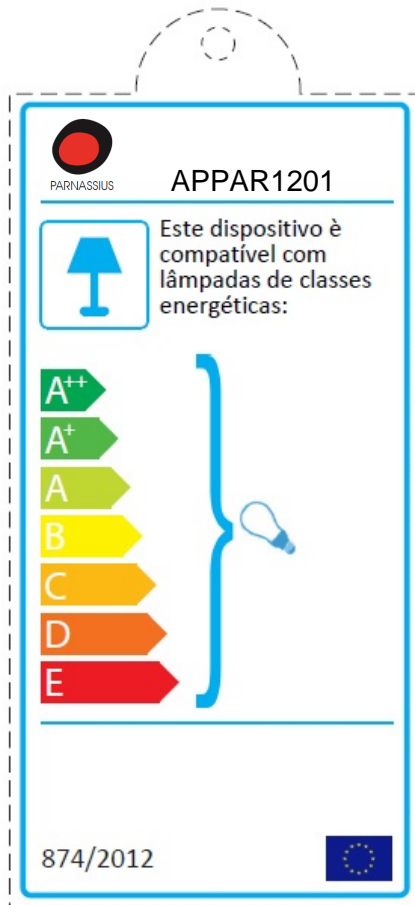 PARNASSIUS
APPAR1201
Este dispositivo è
compatível com
lâmpadas de classes
energéticas:
A++
A+
A
B
C
D
E
874/2012